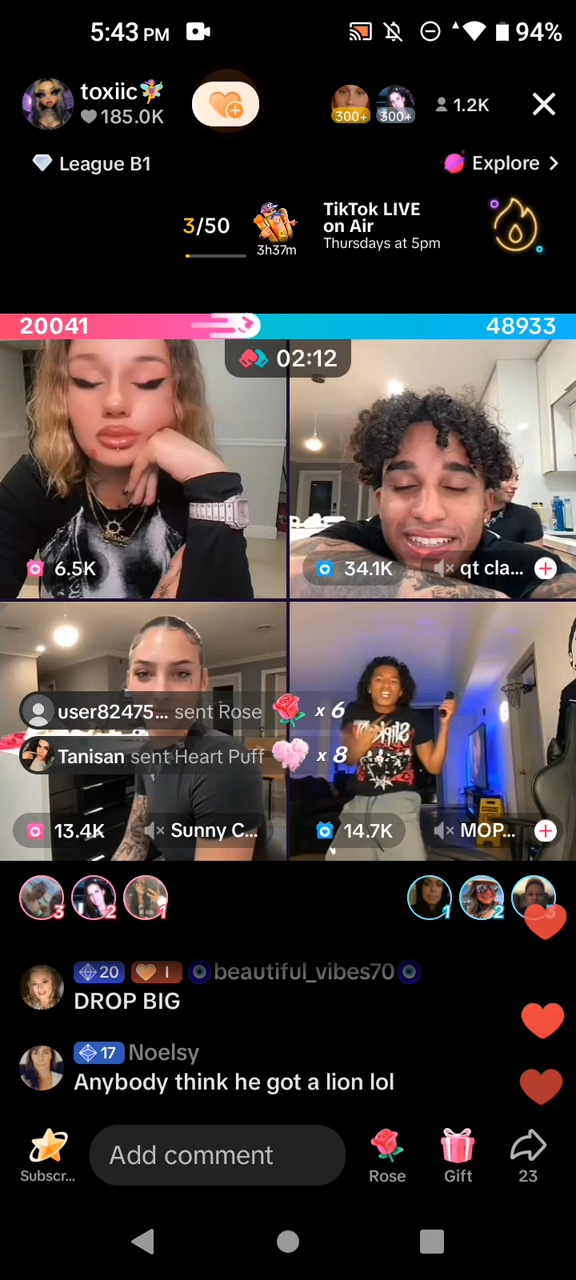 5:43 PM
94%
toxiic🧚
185.0K
300+
300+
1.2K
League B1
Explore >
3/50
3h37m
TikTok LIVE
on Air
Thursdays at 5pm
20041
48933
02:12
6.5K
34.1K
qt cla...
user82475... sent Rose x 6
Tanisan sent Heart Puff x 8
13.4K
Sunny C...
14.7K
MOP...
3
2
1
1
2
3
20 I 🧿beautiful_vibes70🧿
DROP BIG
17 Noelsy
Anybody think he got a lion lol
Subscr...
Add comment
Rose
Gift
23